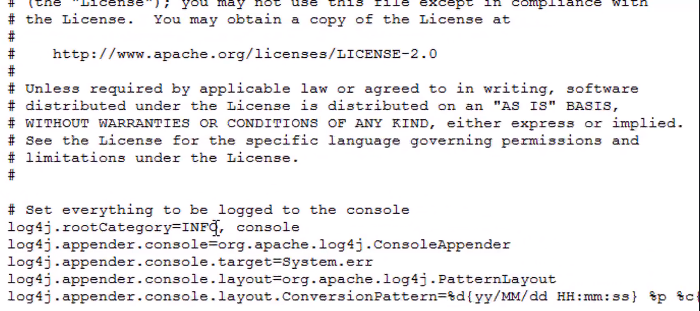 # (the "License"); you may not use this file except in compliance with
# the License.  You may obtain a copy of the License at
#
#    http://www.apache.org/licenses/LICENSE-2.0
#
# Unless required by applicable law or agreed to in writing, software
# distributed under the License is distributed on an "AS IS" BASIS,
# WITHOUT WARRANTIES OR CONDITIONS OF ANY KIND, either express or implied.
# See the License for the specific language governing permissions and
# limitations under the License.
#

# Set everything to be logged to the console
log4j.rootCategory=INFO, console
log4j.appender.console=org.apache.log4j.ConsoleAppender
log4j.appender.console.target=System.err
log4j.appender.console.layout=org.apache.log4j.PatternLayout
log4j.appender.console.layout.ConversionPattern=%d{yy/MM/dd HH:mm:ss} %p %c{